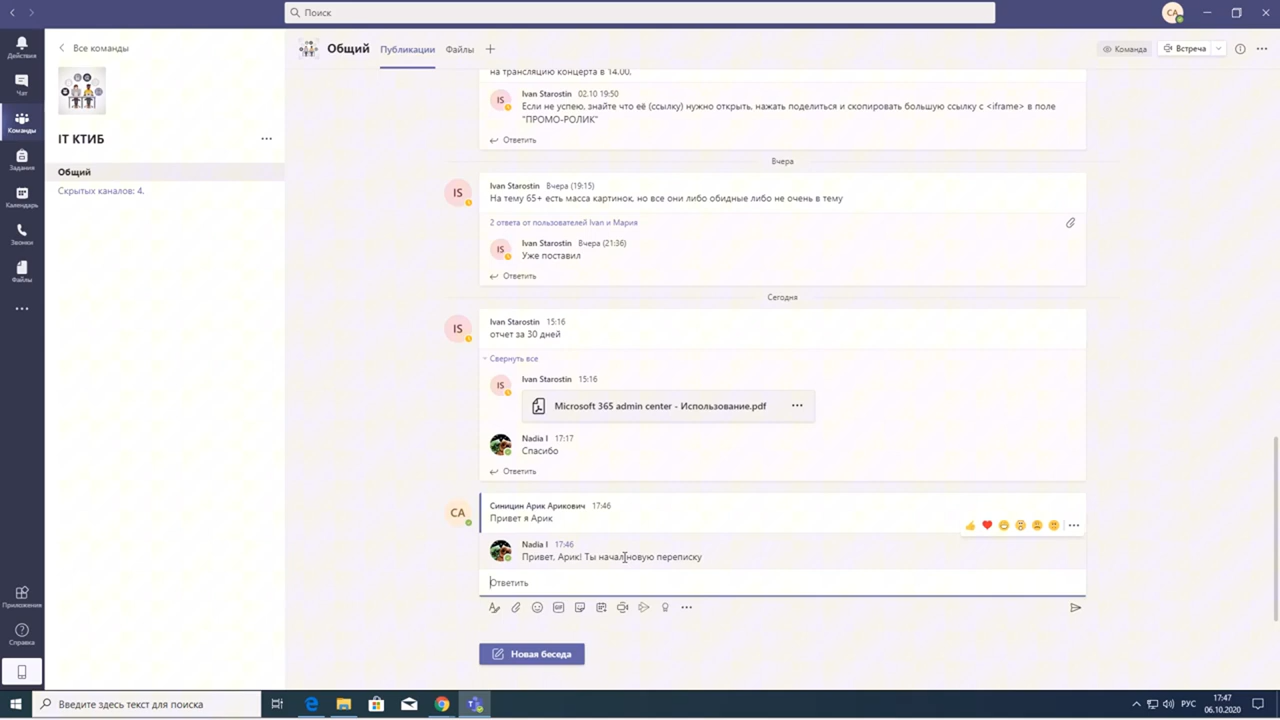 Поиск
CA
Действия
Чат
Команды
Задания
Календарь
Звонки
Файлы
Приложения
Справка
Все команды
IT КТИБ
Общий
Скрытых каналов: 4.
Общий Публикации Файлы
Команда Встреча
на трансляцию концерта в 14.00,
IS
Ivan Starostin 02.10 19:50
Если не успею, знайте что её (ссылку) нужно открыть, нажать поделиться и скопировать большую ссылку с <iframe> в поле
"ПРОМО-РОЛИК"
Ответить
Вчера
IS
Ivan Starostin Вчера (19:15)
На тему 65+ есть масса картинок, но все они либо обидные либо не очень в тему
2 ответа от пользователей Ivan и Мария
IS
Ivan Starostin Вчера (21:36)
Уже поставил
Ответить
Сегодня
IS
Ivan Starostin 15:16
отчет за 30 дней
Свернуть все
IS
Ivan Starostin 15:16
Microsoft 365 admin center - Использование.pdf
Nadia I 17:17
Спасибо
Ответить
CA
Синицин Арик Арикович 17:46
Привет я Арик
Nadia I 17:46
Привет, Арик! Ты начал новую переписку
Ответить
GIF
Новая беседа
Введите здесь текст для поиска
РУС
17:47
06.10.2020